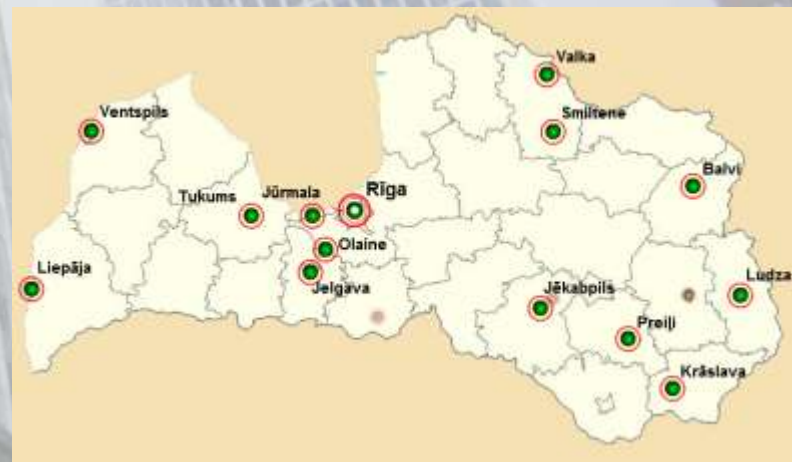 Valka
Ventspils
Smiltene
Balvi
Tukums
Jūrmala
Rīga
Olaine
Liepāja
Jelgava
Jēkabpils
Ludza
Preiļi
Krāslava